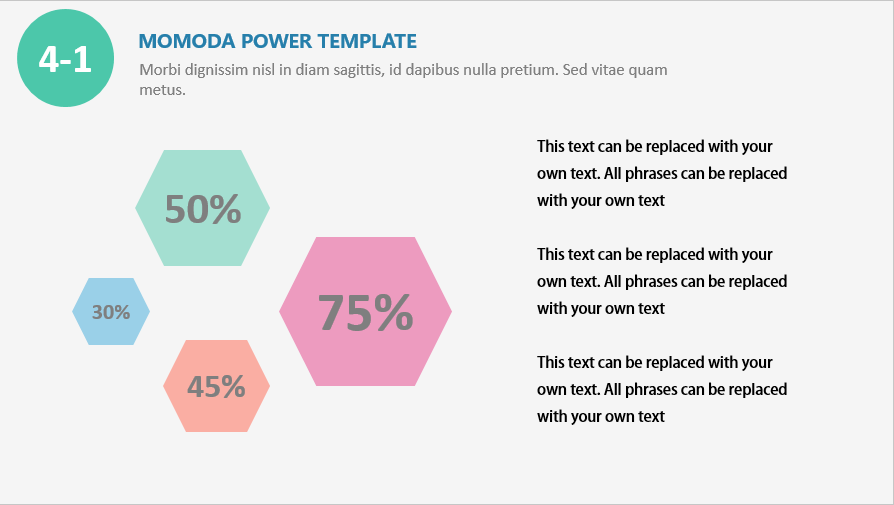 4-1
MOMODA POWER TEMPLATE
Morbi dignissim nisl in diam sagittis, id dapibus nulla pretium. Sed vitae quam
metus.
50%
30%
75%
45%
This text can be replaced with your
own text. All phrases can be replaced
with your own text
This text can be replaced with your
own text. All phrases can be replaced
with your own text
This text can be replaced with your
own text. All phrases can be replaced
with your own text